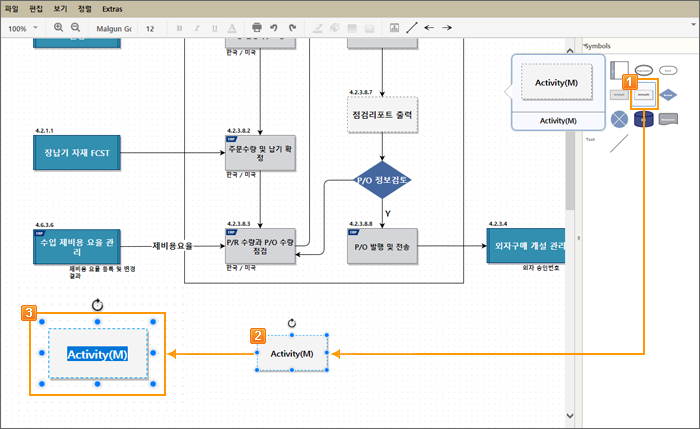 파일 편집 보기 정렬 Extras
100% Malgun Go 12 B I U A
Symbols
한국 / 미국
4.2.3.8.7
점검리포트 출력
Activity(M)
Activity(M)
1
Text
4.2.1.1
장납기 자재 FCST
4.2.3.8.2
ERP
주문수량 및 납기 확
정
한국 / 미국
P/O 정보검토
Y
4.6.3.6
ERP
수입 제비용 요율 관
리
제비용 요율 등록 및 변경
결과
제비용요율
4.2.3.8.3
ERP
P/R 수량과 P/O 수량
점검
한국 / 미국
4.2.3.8.8
ERP
P/O 발행 및 전송
4.2.3.4
외자구매 개설 관리
외자 승인번호
3
Activity(M)
2
Activity(M)